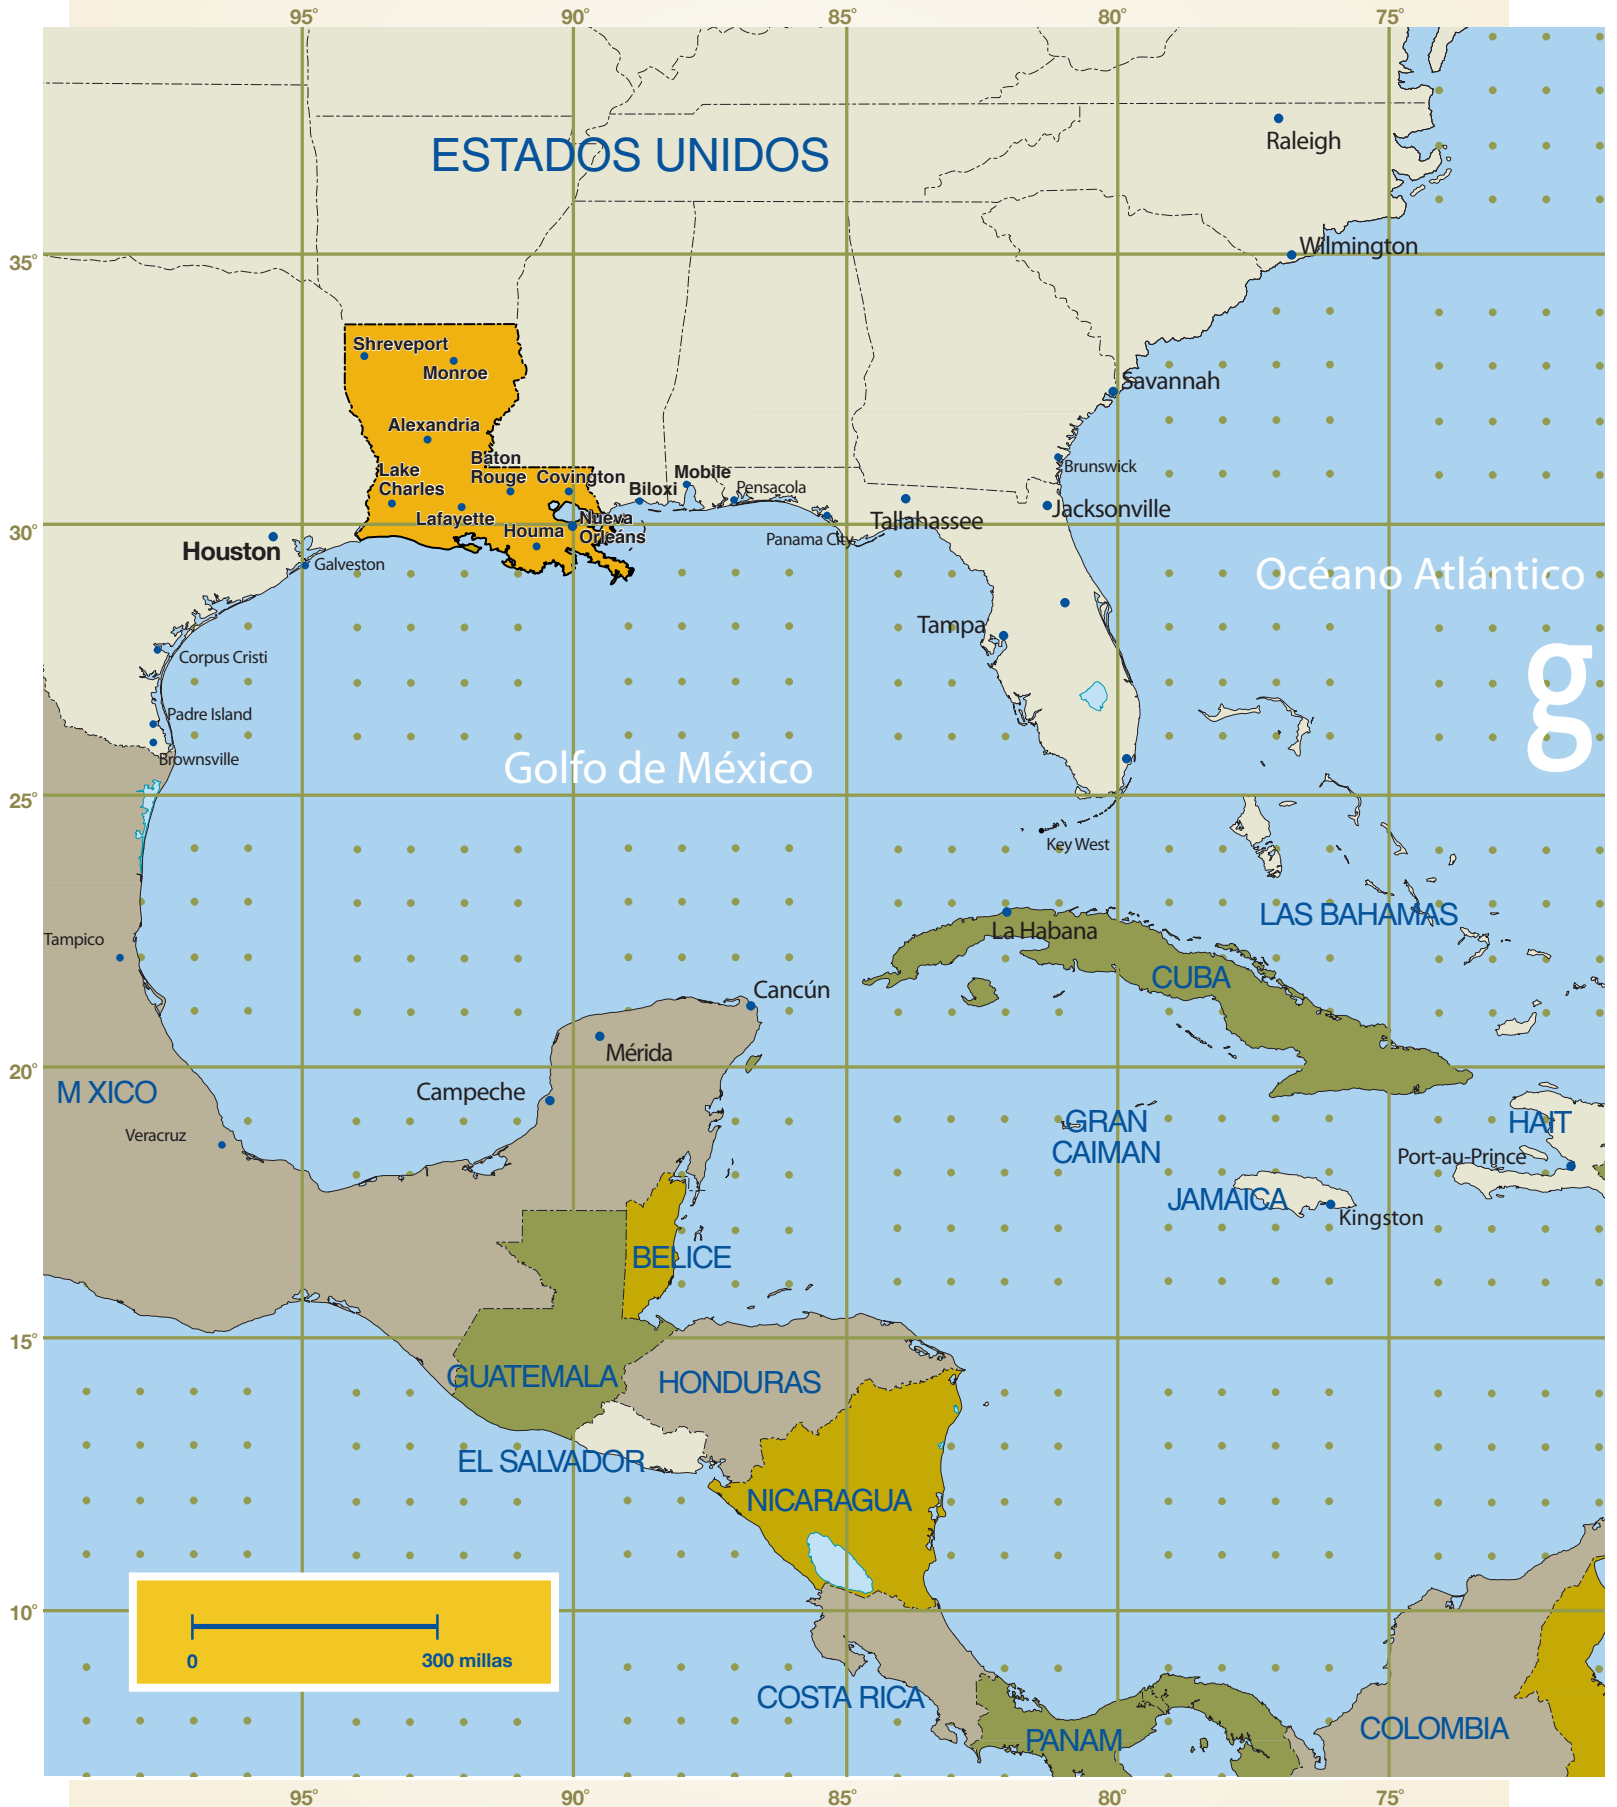 95° 90° 85° 80° 75°
ESTADOS UNIDOS
Raleigh
35°
Wilmington
Shreveport
Monroe
Savannah
Alexandria
Baton
Rouge
Covington
Lake
Charles
Lafayette
Houma
Nueva
Orleans
Biloxi
Mobile
Pensacola
Panama City
Tallahassee
Brunswick
Jacksonville
30°
Houston
Galveston
Océano Atlántico
Tampa
g
Corpus Cristi
Padre Island
Brownsville
Golfo de México
25°
Key West
LAS BAHAMAS
Tampico
La Habana
CUBA
Cancún
Mérida
20°
M XICO
Campeche
Veracruz
GRAN
CAIMAN
HAIT
Port-au-Prince
JAMAICA
Kingston
BELICE
15°
GUATEMALA
HONDURAS
EL SALVADOR
NICARAGUA
10°
0 300 millas
COSTA RICA
PANAM
COLOMBIA
95° 90° 85° 80° 75°